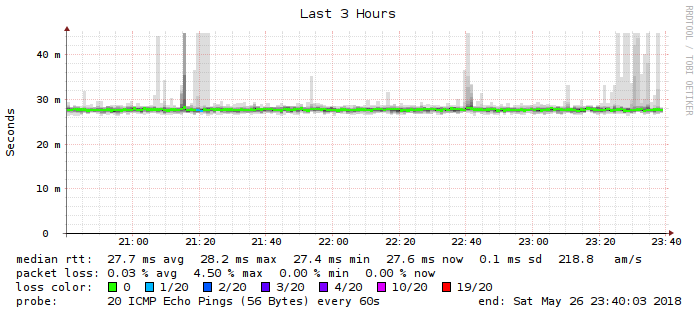 Last 3 Hours
RRDTOOL / TOBI OETIKER
Seconds
40 m
30 m
20 m
10 m
0
21:00 21:20 21:40 22:00 22:20 22:40 23:00 23:20 23:40
median rtt: 27.7 ms avg 28.2 ms max 27.4 ms min 27.6 ms now 0.1 ms sd 218.8 am/s
packet loss: 0.03 % avg 4.50 % max 0.00 % min 0.00 % now
loss color: 0 1/20 2/20 3/20 4/20 10/20 19/20
probe: 20 ICMP Echo Pings (56 Bytes) every 60s end: Sat May 26 23:40:03 2018